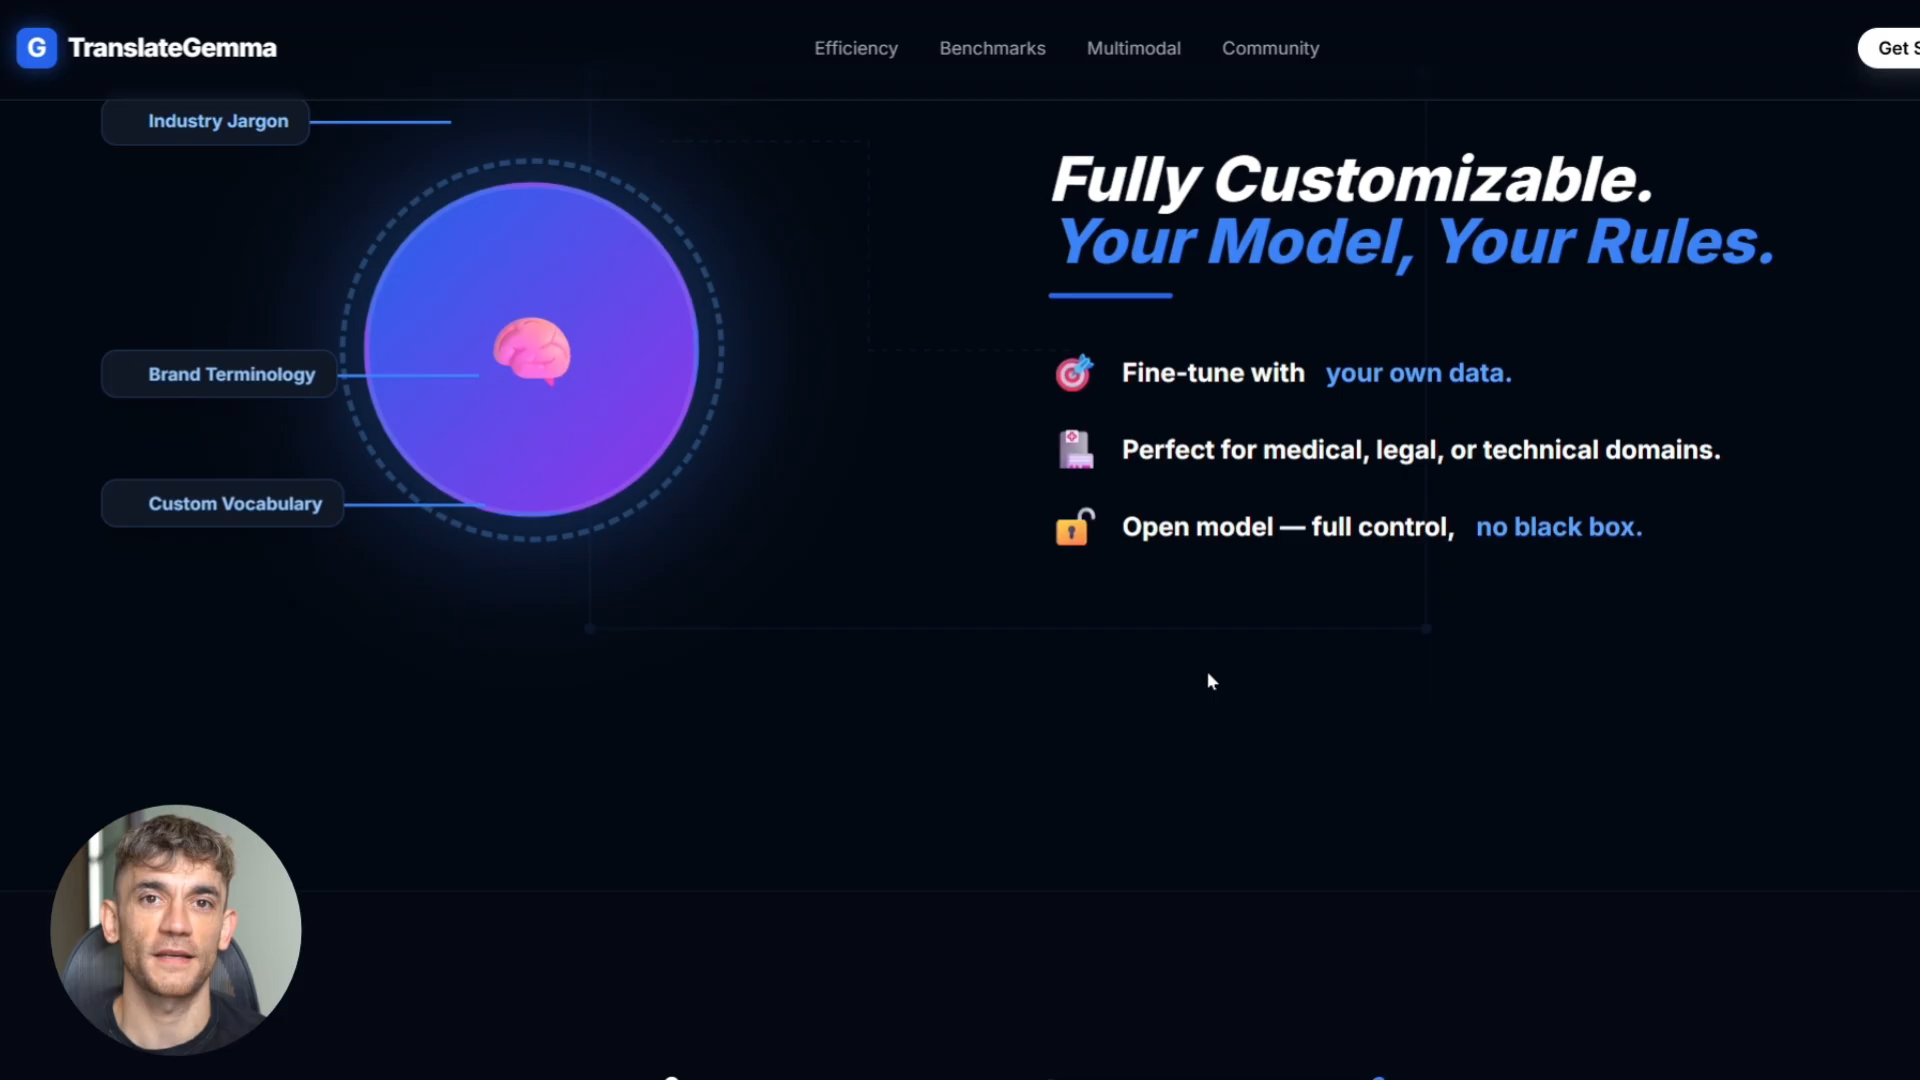 G TranslateGemma
Efficiency
Benchmarks
Multimodal
Community
Get
Industry Jargon
Brand Terminology
Custom Vocabulary
Fully Customizable.
Your Model, Your Rules.
Fine-tune with your own data.
Perfect for medical, legal, or technical domains.
Open model — full control, no black box.